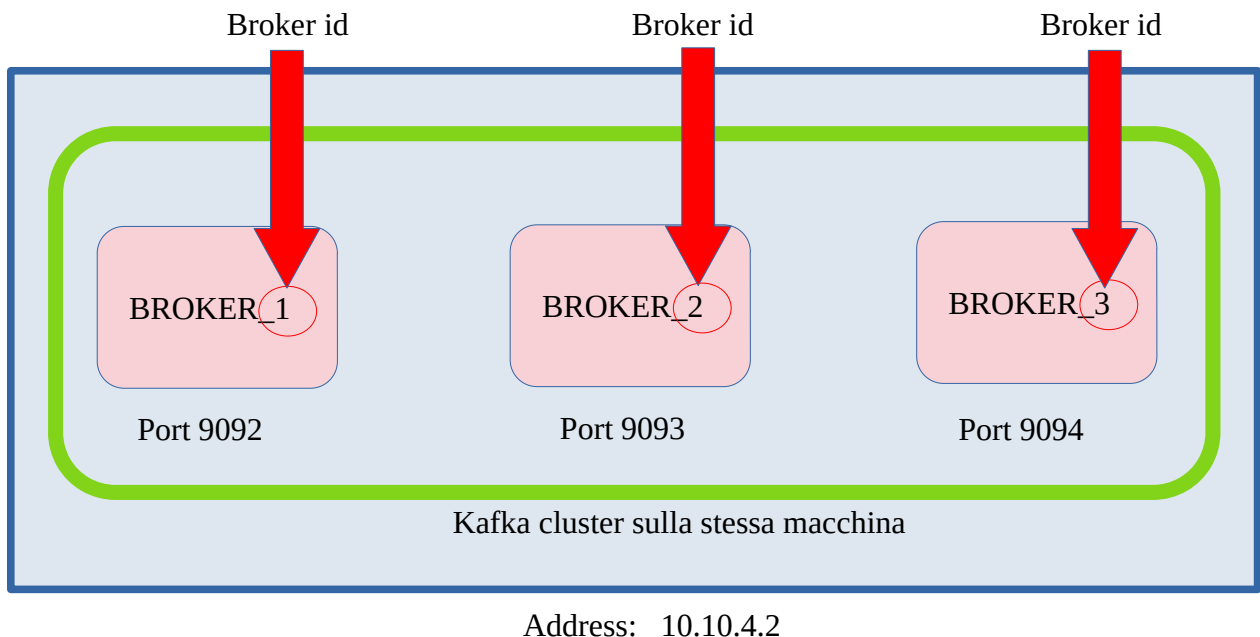 Broker id Broker id Broker id
BROKER_1 BROKER_2 BROKER_3
Port 9092 Port 9093 Port 9094
Kafka cluster sulla stessa macchina
Address: 10.10.4.2